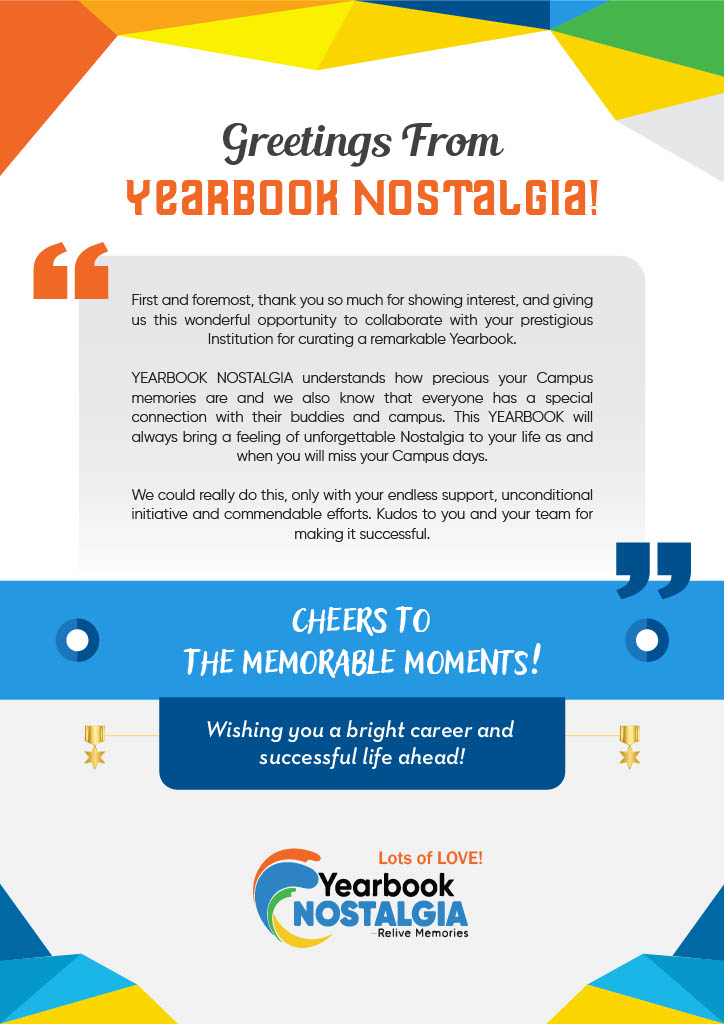 Greetings From
YEARBOOK NOSTALGIA!
First and foremost, thank you so much for showing interest, and giving
us this wonderful opportunity to collaborate with your prestigious
Institution for curating a remarkable Yearbook.
YEARBOOK NOSTALGIA understands how precious your Campus
memories are and we also know that everyone has a special
connection with their buddies and campus. This YEARBOOK will
always bring a feeling of unforgettable Nostalgia to your life as and
when you will miss your Campus days.
We could really do this, only with your endless support, unconditional
initiative and commendable efforts. Kudos to you and your team for
making it successful.
CHEERS TO
THE MEMORABLE MOMENTS!
Wishing you a bright career and
successful life ahead!
Lots of LOVE!
Yearbook
NOSTALGIA
Relive Memories